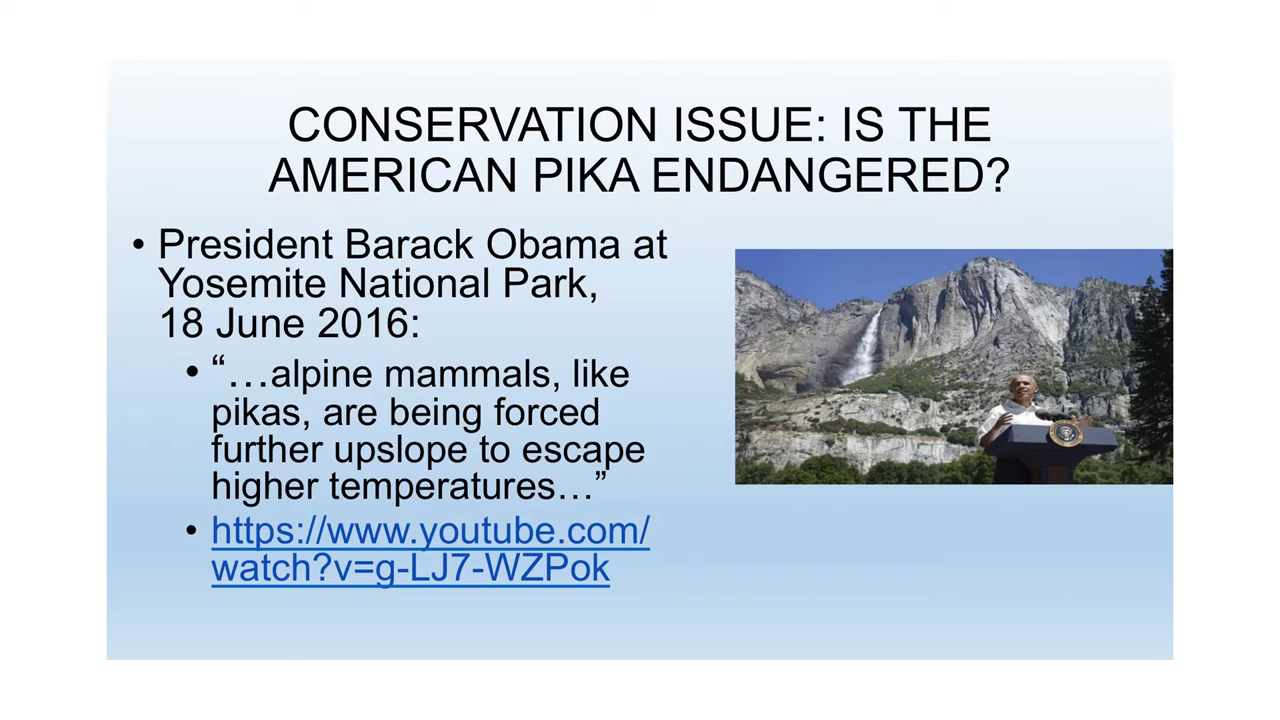 CONSERVATION ISSUE: IS THE
AMERICAN PIKA ENDANGERED?
• President Barack Obama at
Yosemite National Park,
18 June 2016:
• “…alpine mammals, like
pikas, are being forced
further upslope to escape
higher temperatures…”
• https://www.youtube.com/
watch?v=g-LJ7-WZPok